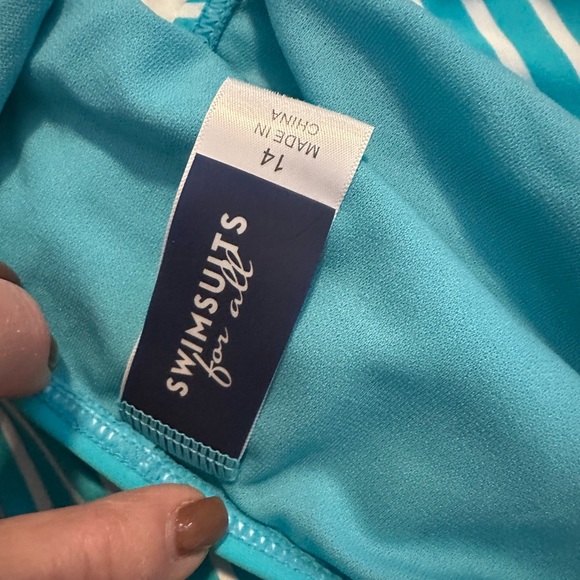 SWIMSUITS
for all
14
MADE IN
CHINA